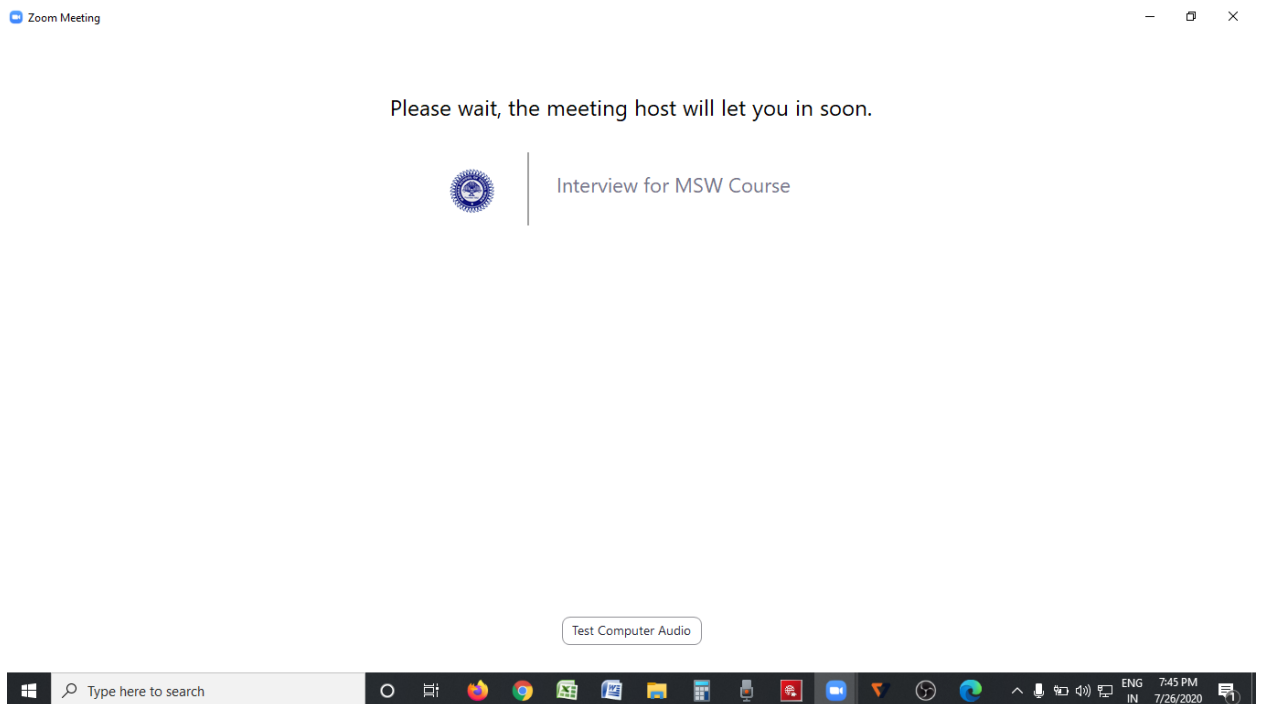 Zoom Meeting
Please wait, the meeting host will let you in soon.
Interview for MSW Course
Test Computer Audio
Type here to search
ENG
IN
7:45 PM
7/26/2020
1